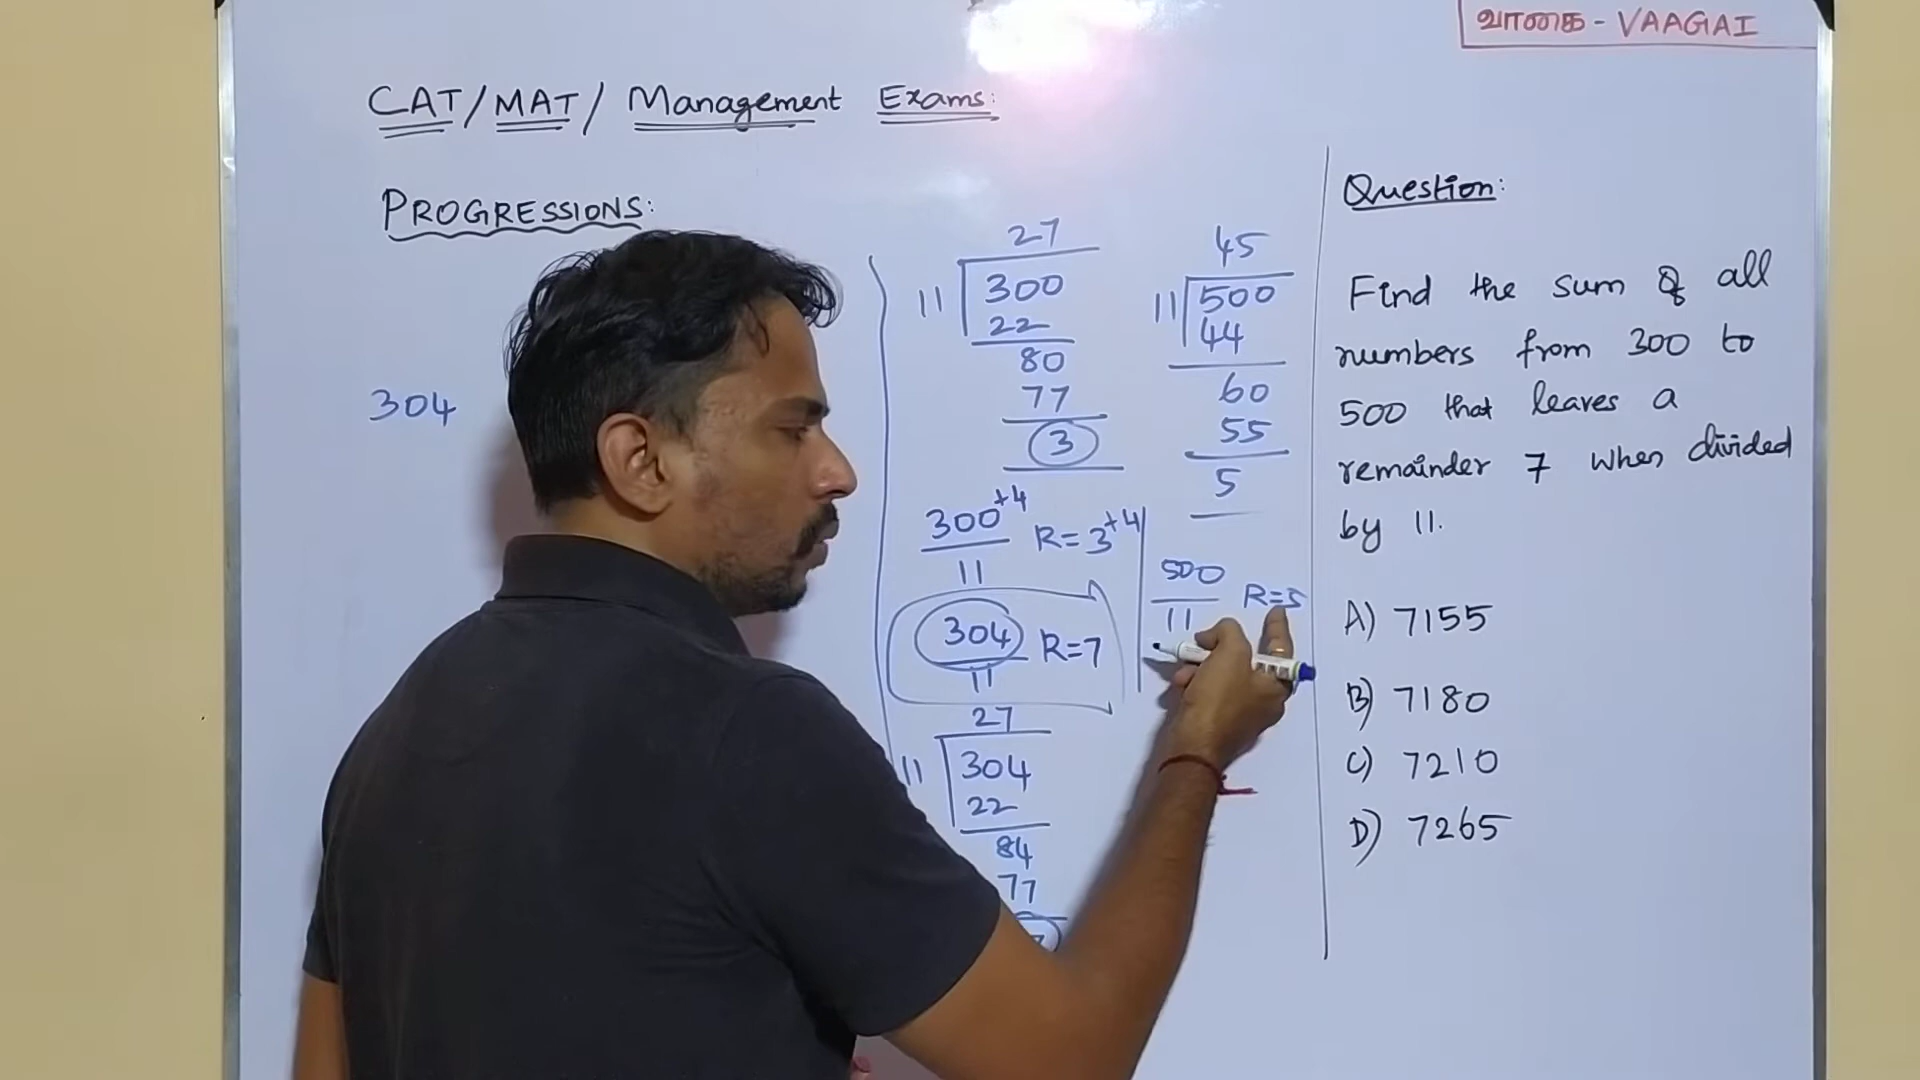 வாகை - VAAGAI
CAT/MAT/ Management Exams:
PROGRESSIONS:
304
27
11 300
22
80
77
3
300+4 R=3+4
11
304 R=7
11
27
11 304
22
84
77
45
11 500
44
60
55
5
500 R=5
11
Question:
Find the sum of all
numbers from 300 to
500 that leaves a
remainder 7 when divided
by 11.
A) 7155
B) 7180
C) 7210
D) 7265